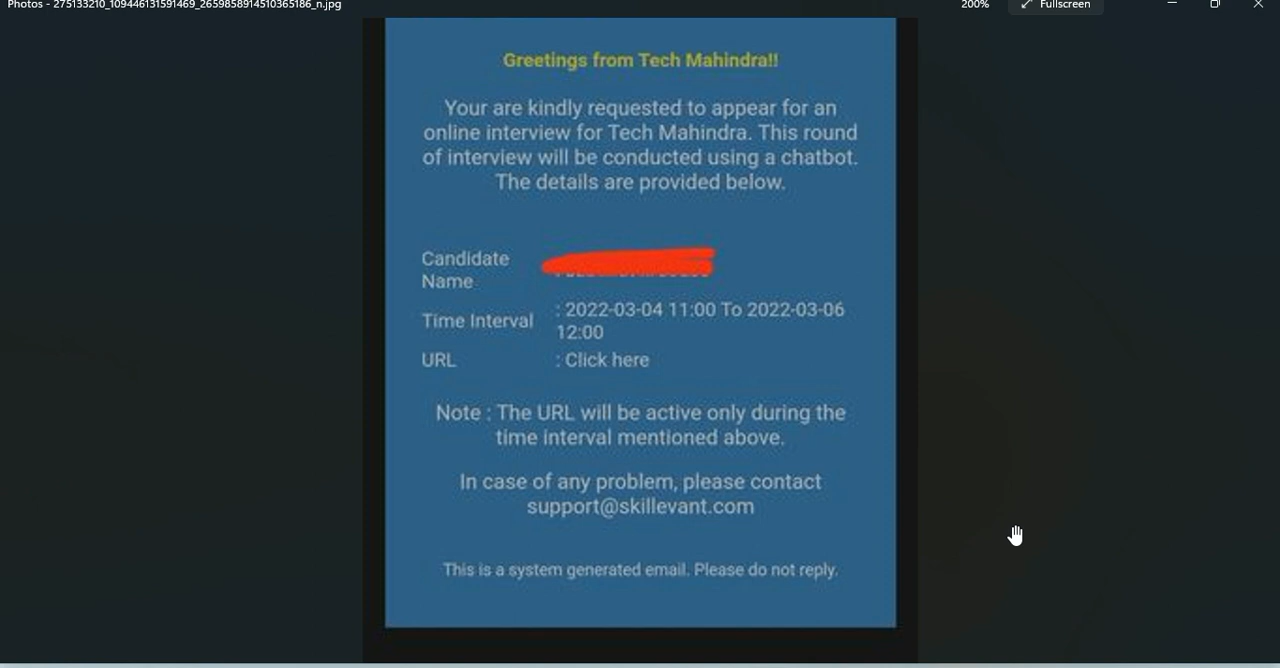 Photos - 275133210_109446131591469_2659858914510365186_n.jpg
200%
Fullscreen
Greetings from Tech Mahindra!!
Your are kindly requested to appear for an
online interview for Tech Mahindra. This round
of interview will be conducted using a chatbot.
The details are provided below.
Candidate
Name
Time Interval
: 2022-03-04 11:00 To 2022-03-06
12:00
URL : Click here
Note : The URL will be active only during the
time interval mentioned above.
In case of any problem, please contact
support@skillevant.com
This is a system generated email. Please do not reply.